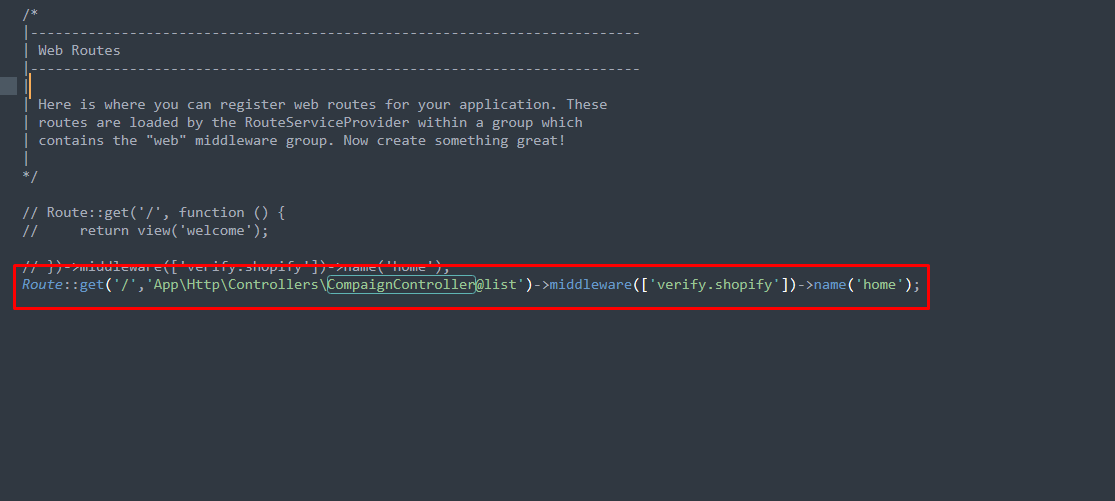 /*
|--------------------------------------------------------------------------
| Web Routes
|--------------------------------------------------------------------------
|
| Here is where you can register web routes for your application. These
| routes are loaded by the RouteServiceProvider within a group which
| contains the "web" middleware group. Now create something great!
|
*/
// Route::get('/', function () {
//     return view('welcome');
// })->middleware(['verify.shopify'])->name('home');
Route::get('/','App\Http\Controllers\CompaignController@list')->middleware(['verify.shopify'])->name('home');